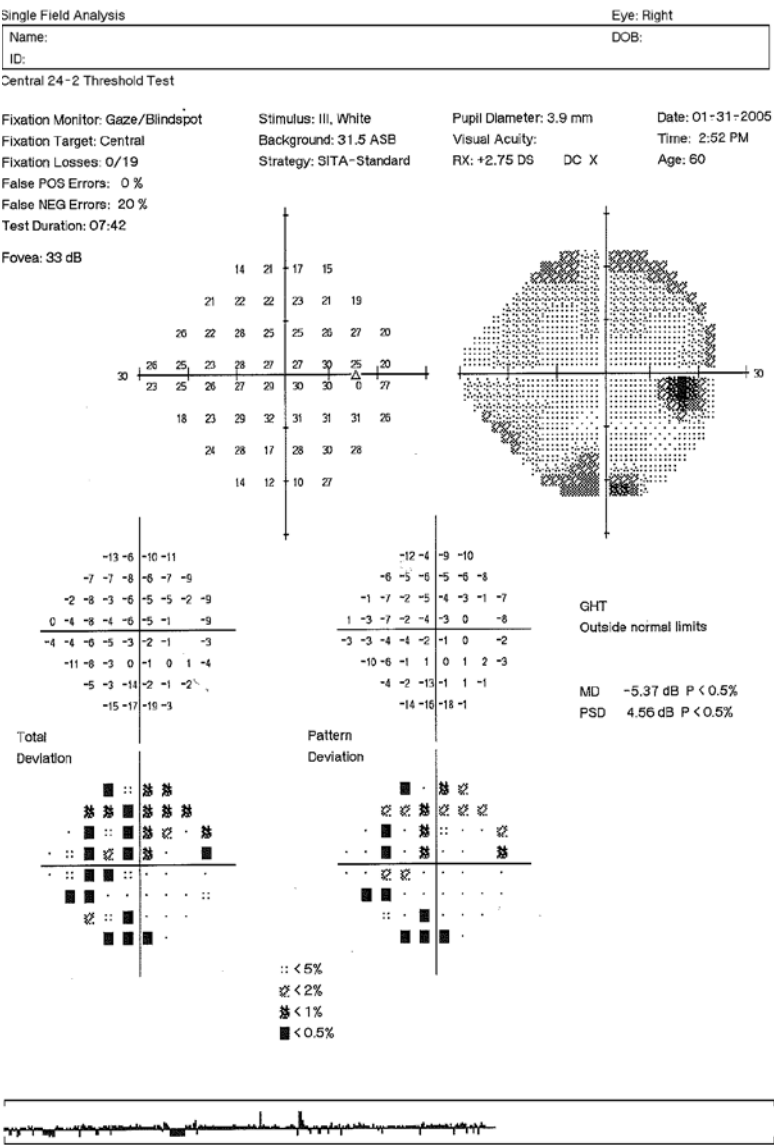 Single Field Analysis Eye: Right
Name: DOB:
ID:
Central 24-2 Threshold Test
Fixation Monitor: Gaze/Blindspot Stimulus: III, White Pupil Diameter: 3.9 mm Date: 01-31-2005
Fixation Target: Central Background: 31.5 ASB Visual Acuity: Time: 2:52 PM
Fixation Losses: 0/19 Strategy: SITA-Standard RX: +2.75 DS DC X Age: 60
False POS Errors: 0 %
False NEG Errors: 20 %
Test Duration: 07:42
Fovea: 33 dB
14 21 17 15
21 22 22 23 21 19
20 22 28 25 25 26 27 20
26 25 23 28 27 27 30 25 20
30 30
23 25 26 27 29 30 30 0 27
18 23 29 32 31 31 31 26
24 28 17 28 30 28
14 12 10 27
-13 -6 -10 -11 -12 -4 -9 -10
-7 -7 -8 -6 -7 -9 -6 -5 -6 -5 -6 -8
-2 -8 -3 -6 -5 -5 -2 -9 -1 -7 -2 -5 -4 -3 -1 -7
0 -4 -8 -4 -6 -5 -1 -9 1 -3 -7 -2 -4 -3 0 -8
-4 -4 -6 -5 -3 -2 -1 -3 -3 -3 -4 -4 -2 -1 0 -2
-11 -8 -3 0 -1 0 1 -4 -10 -6 -1 1 0 1 2 -3
-5 -3 -14 -2 -1 -2 -4 -2 -13 -1 1 -1
-15 -17 -19 -3 -14 -16 -18 -1
GHT
Outside normal limits
MD -5.37 dB P < 0.5%
PSD 4.56 dB P < 0.5%
Total Deviation
Pattern Deviation
< 5%
< 2%
< 1%
< 0.5%